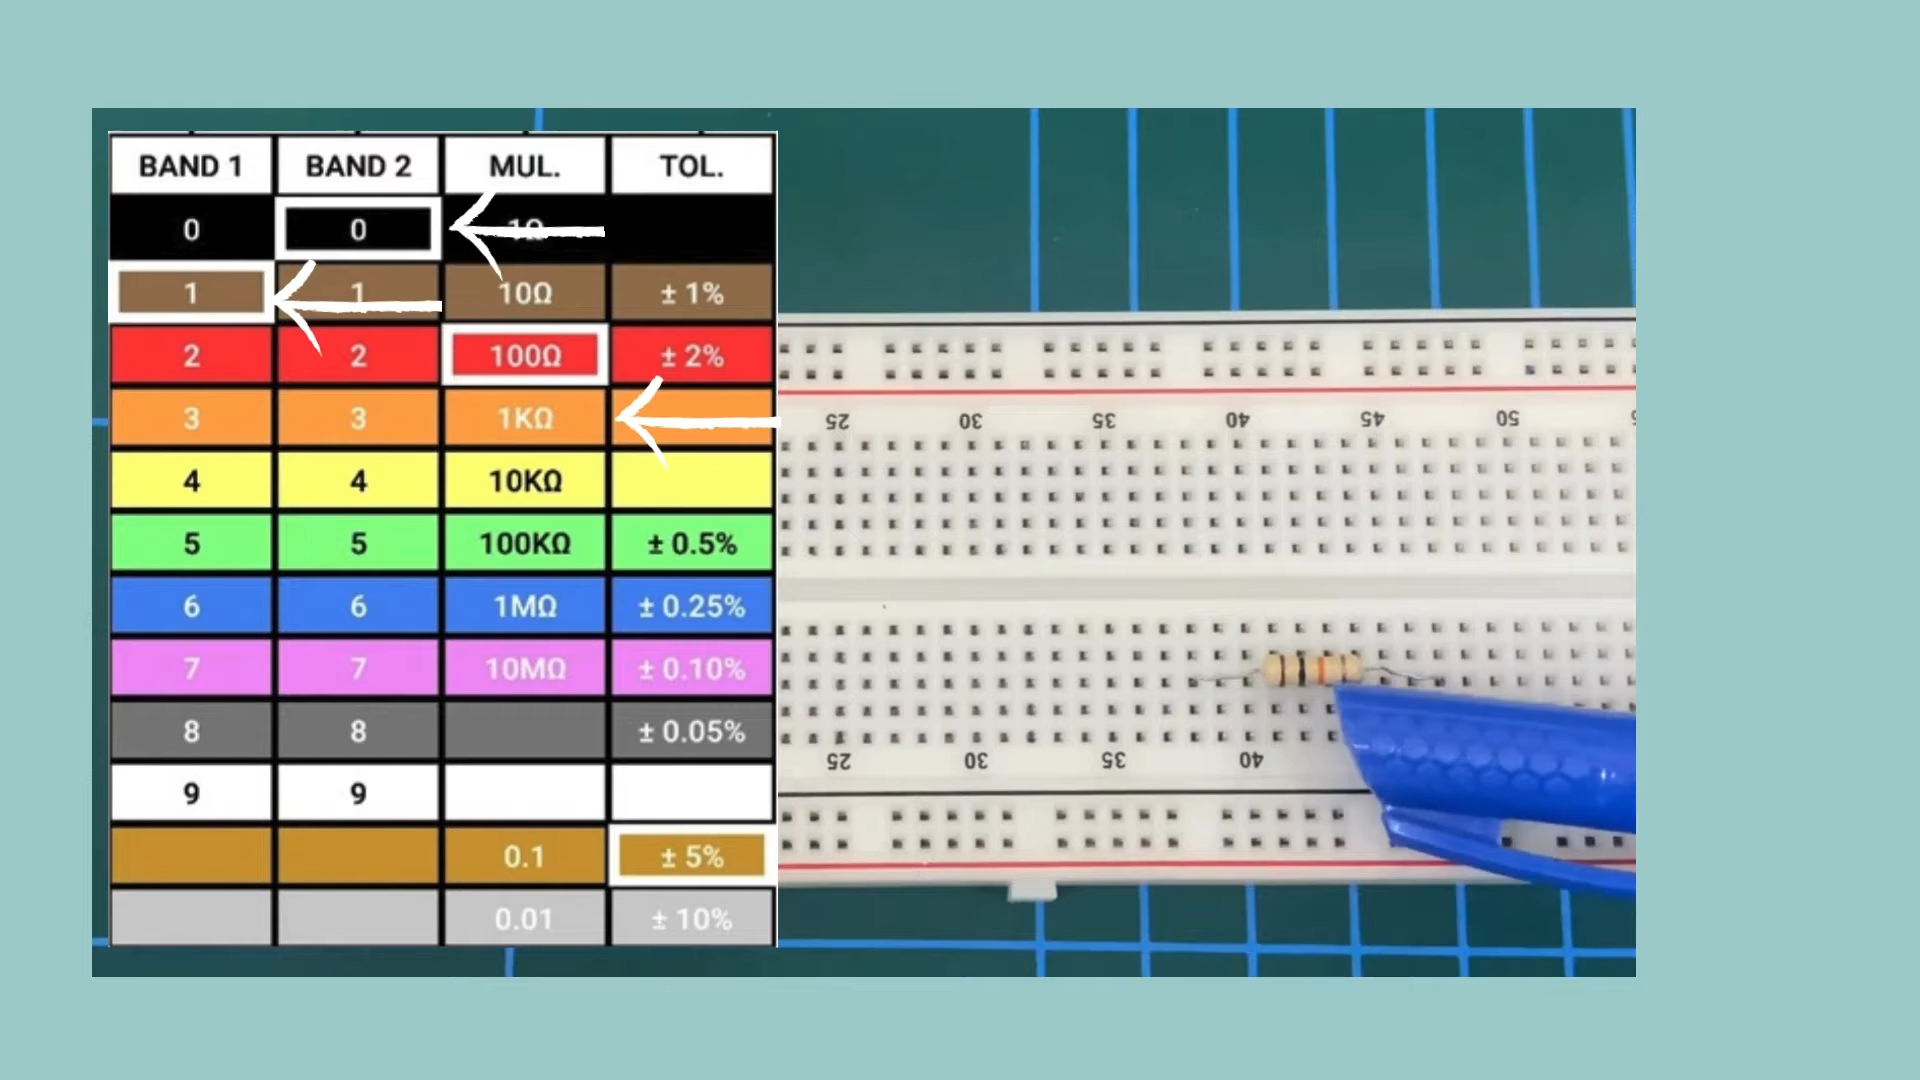 BAND 1 BAND 2 MUL. TOL.
0 0 1Ω
1 1 10Ω ± 1%
2 2 100Ω ± 2%
3 3 1KΩ
4 4 10KΩ
5 5 100KΩ ± 0.5%
6 6 1MΩ ± 0.25%
7 7 10MΩ ± 0.10%
8 8 ± 0.05%
9 9
0.1 ± 5%
0.01 ± 10%
25 30 35 40 45 50
25 30 35 40